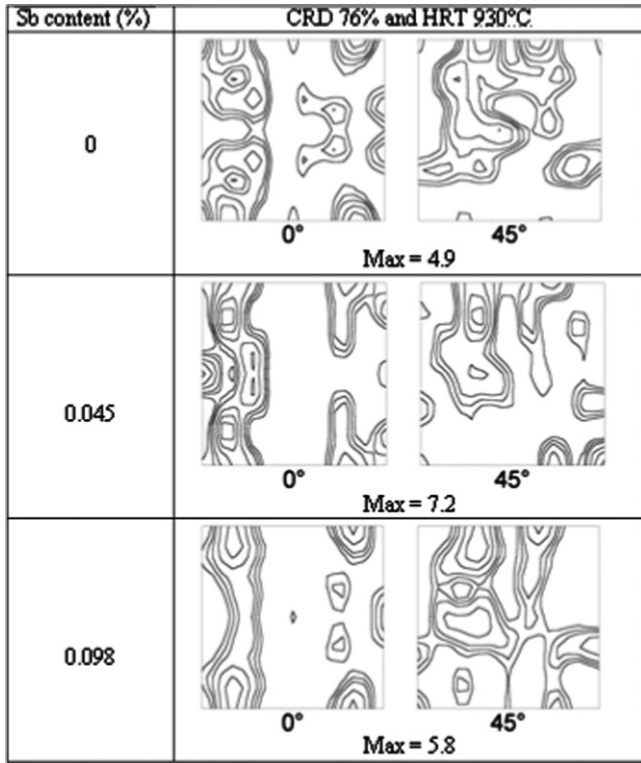 Sb content (%) CRD 76% and HRT 930°C
0
0° 45°
Max = 4.9
0.045
0° 45°
Max = 7.2
0.098
0° 45°
Max = 5.8